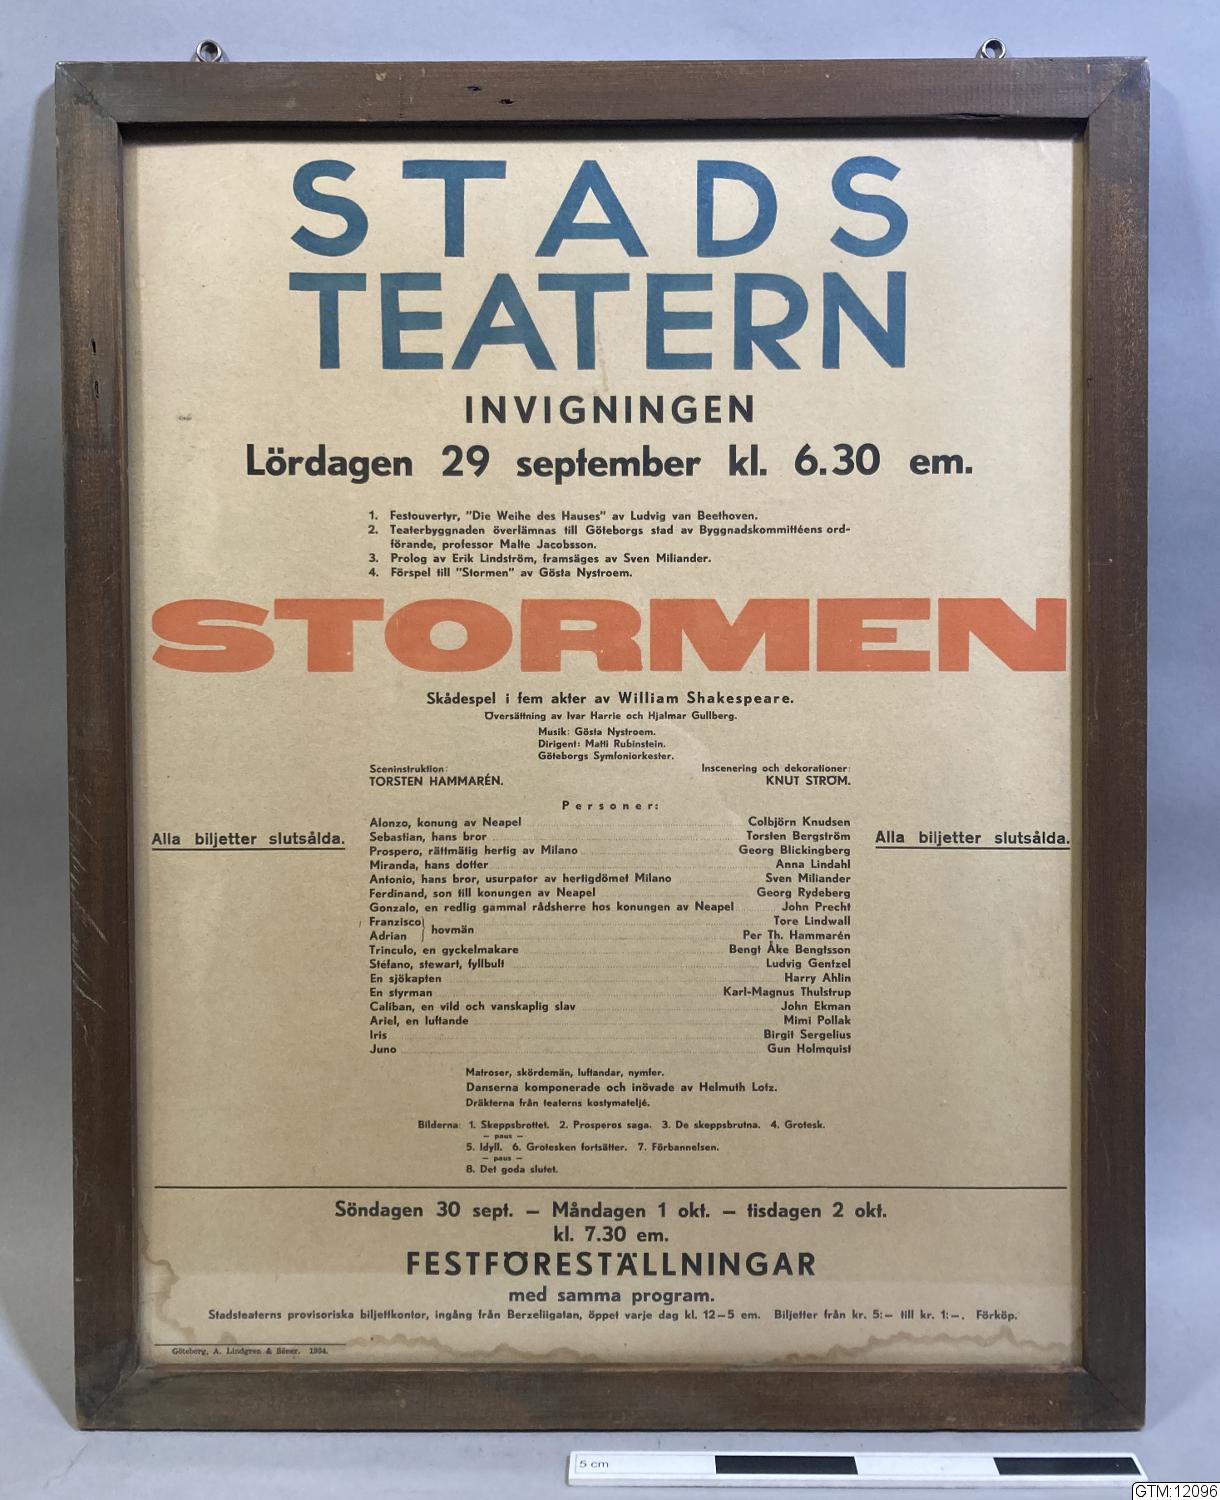 STADS
TEATERN
INVIGNINGEN
Lördagen 29 september kl. 6.30 em.
1. Festouvertyr, "Die Weihe des Hauses" av Ludvig van Beethoven.
2. Teaterbyggnaden överlämnas till Göteborgs stad av Byggnadskommittéens ord-
förande, professor Malte Jacobsson.
3. Prolog av Erik Lindström, framsäges av Sven Miliander.
4. Förspel till "Stormen" av Gösta Nystroem.
STORMEN
Skådespel i fem akter av William Shakespeare.
Översättning av Ivar Harrie och Hjalmar Gullberg.
Musik: Gösta Nystroem.
Dirigent: Matti Rubinstein.
Göteborgs Symfoniorkester.
Sceninstruktion: Inscenering och dekorationer:
TORSTEN HAMMARÉN. KNUT STRÖM.
Personer:
Alonzo, konung av Neapel Colbjörn Knudsen
Sebastian, hans bror Torsten Bergström
Alla biljetter slutsålda. Alla biljetter slutsålda.
Prospero, rättmätig hertig av Milano Georg Blickingberg
Miranda, hans dotter Anna Lindahl
Antonio, hans bror, usurpator av hertigdömet Milano Sven Miliander
Ferdinand, son till konungen av Neapel Georg Rydeberg
Gonzalo, en redlig gammal rådsherre hos konungen av Neapel John Precht
Franzisco Tore Lindwall
hovmän
Adrian Per Th. Hammarén
Trinculo, en gyckelmakare Bengt Åke Bengtsson
Stefano, stewart, fyllbult Ludvig Gentzel
En sjökapten Harry Ahlin
En styrman Karl-Magnus Thulstrup
Caliban, en vild och vanskaplig slav John Ekman
Ariel, en luftande Mimi Pollak
Iris Birgit Sergelius
Juno Gun Holmquist
Matroser, skördemän, luftandar, nymfer.
Danserna komponerade och inövade av Helmuth Lotz.
Dräkterna från teaterns kostymateljé.
Bilderna: 1. Skeppsbrottet. 2. Prosperos saga. 3. De skeppsbrutna. 4. Grotesk.
— paus —
5. Idyll. 6. Grotesken fortsätter. 7. Förbannelsen.
— paus —
8. Det goda slutet.
Söndagen 30 sept. — Måndagen 1 okt. — tisdagen 2 okt.
kl. 7.30 em.
FESTFÖRESTÄLLNINGAR
med samma program.
Stadsteaterns provisoriska biljettkontor, ingång från Berzeliigatan, öppet varje dag kl. 12—5 em. Biljetter från kr. 5:— till kr. 1:—. Förköp.
Göteborg, A. Lindgren & Söner. 1934.
5 cm
GTM:12096